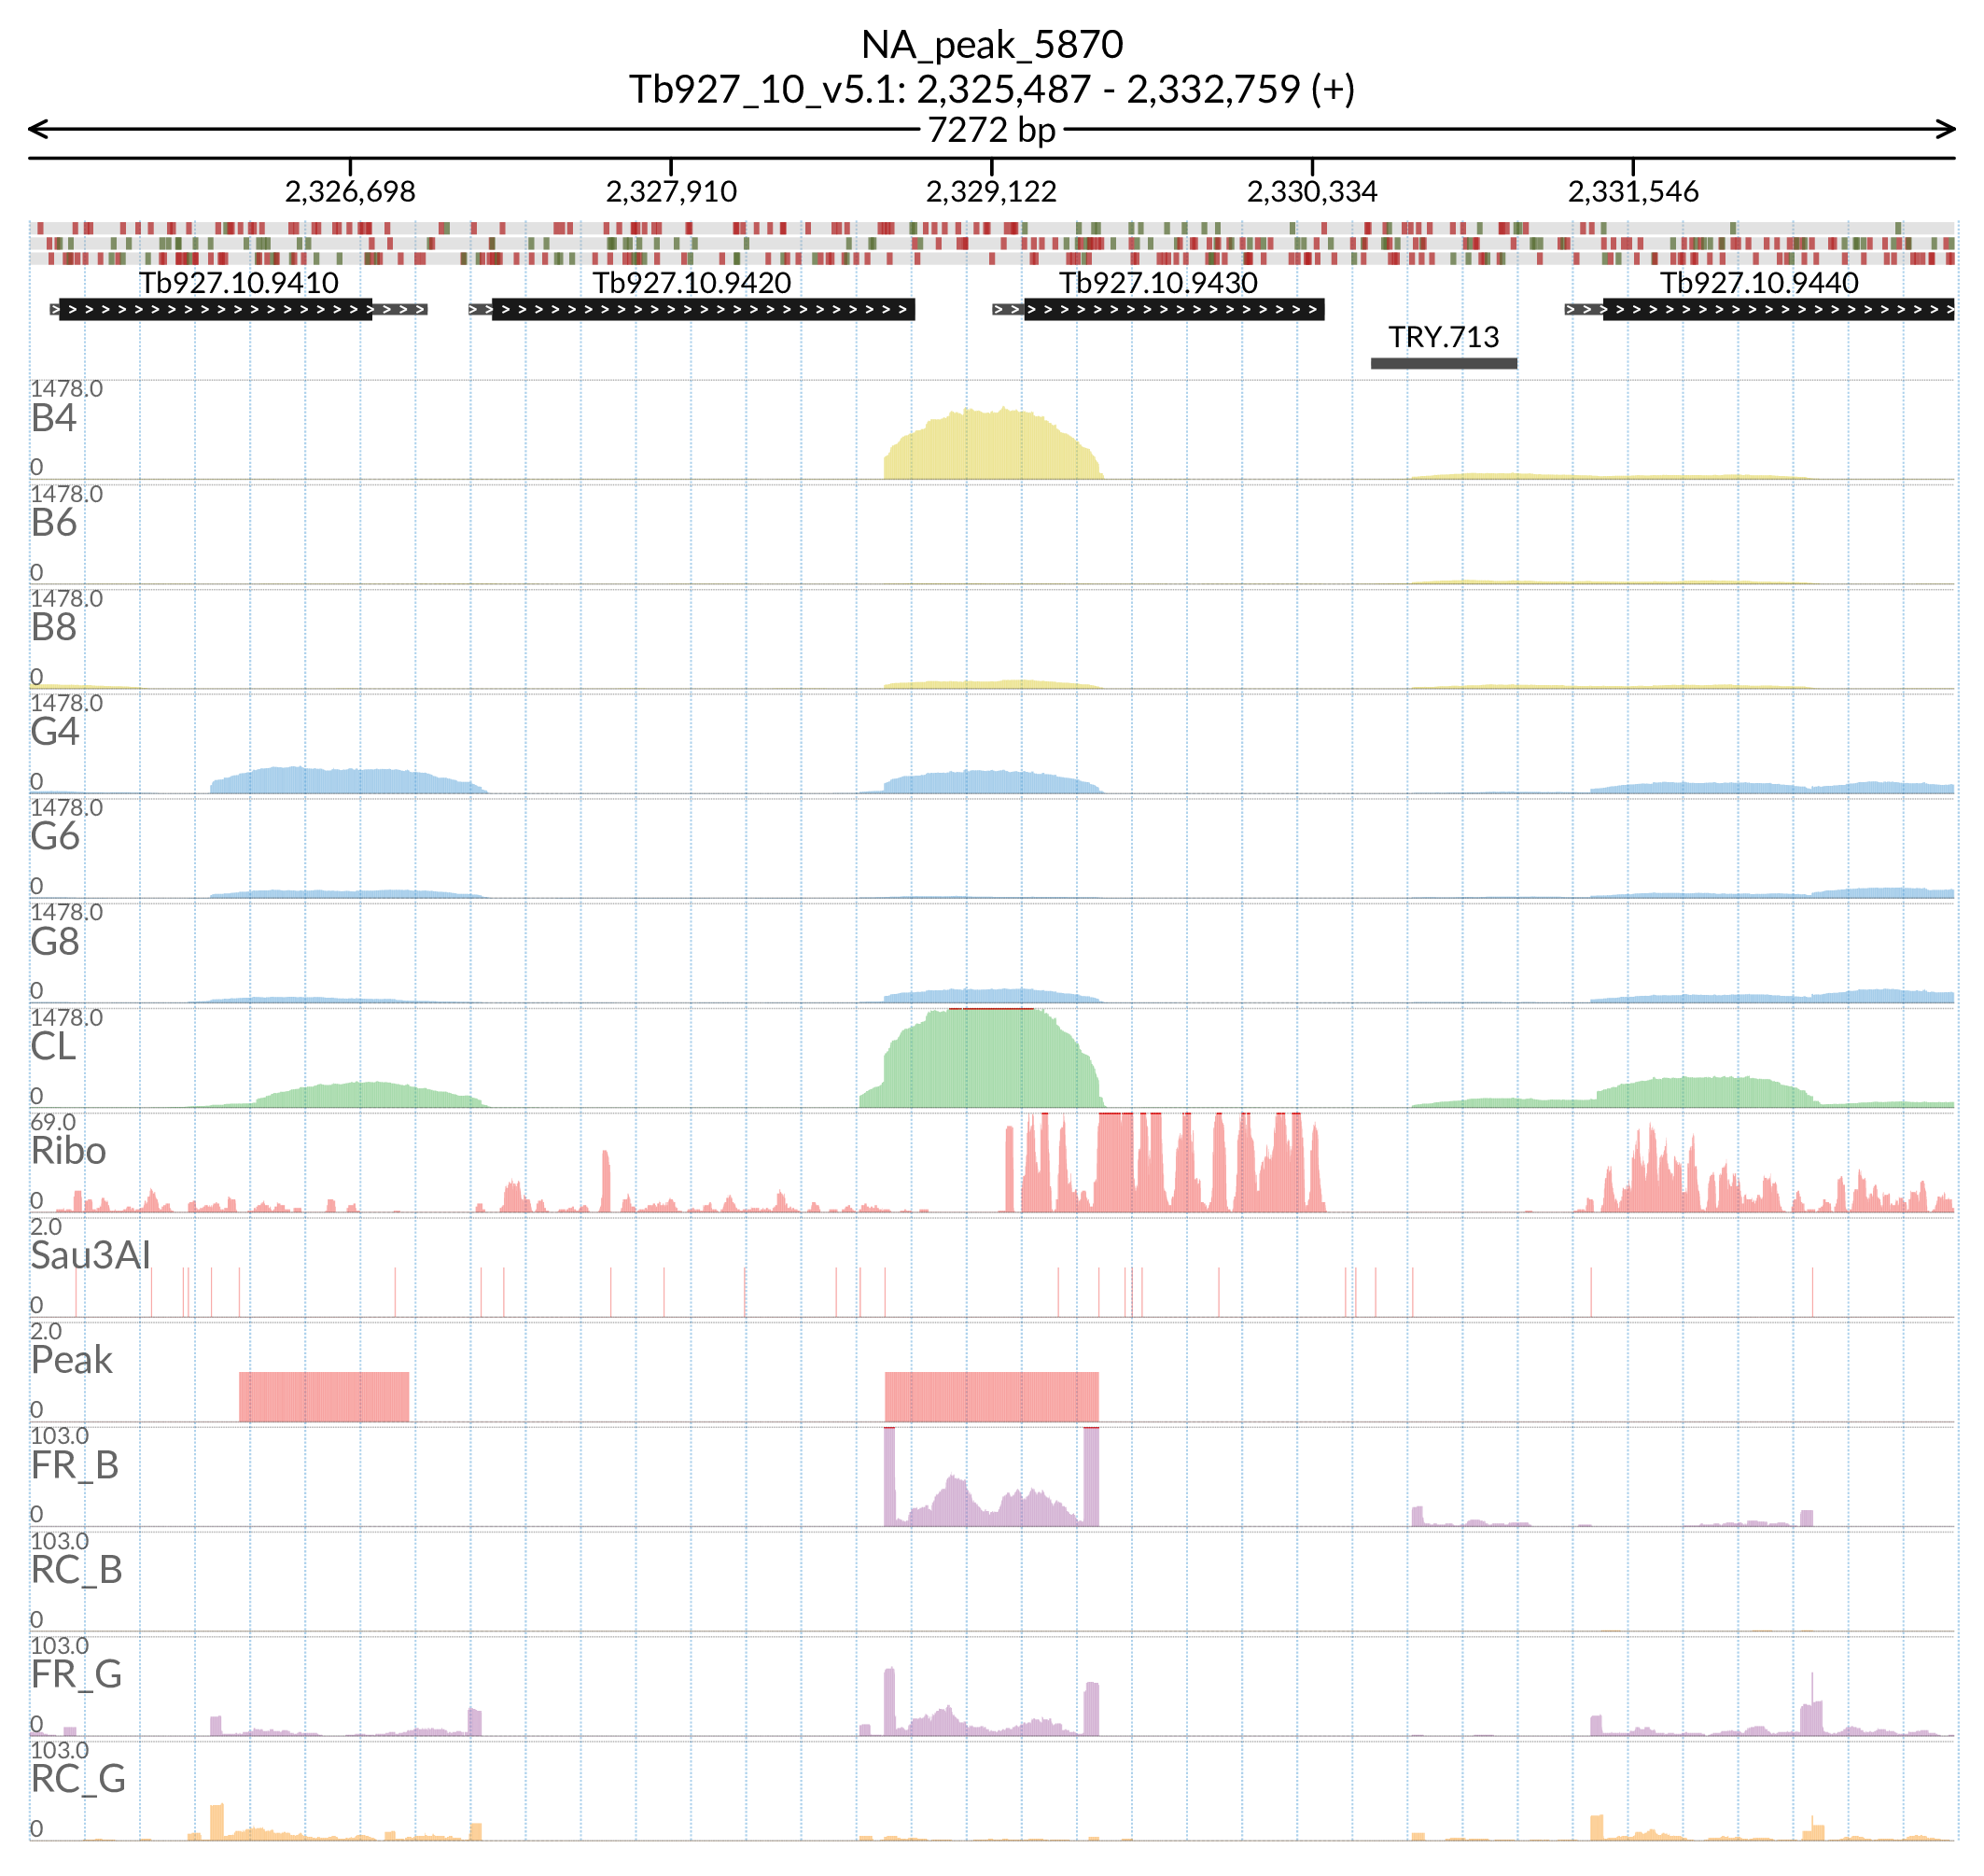 NA_peak_5870
Tb927_10_v5.1: 2,325,487 - 2,332,759 (+)
7272 bp
2,326,698 2,327,910 2,329,122 2,330,334 2,331,546
Tb927.10.9410 Tb927.10.9420 Tb927.10.9430 Tb927.10.9440
TRY.713
1478.0
B4
0
1478.0
B6
0
1478.0
B8
0
1478.0
G4
0
1478.0
G6
0
1478.0
G8
0
1478.0
CL
0
69.0
Ribo
0
2.0
Sau3AI
0
2.0
Peak
0
103.0
FR_B
0
103.0
RC_B
0
103.0
FR_G
0
103.0
RC_G
0